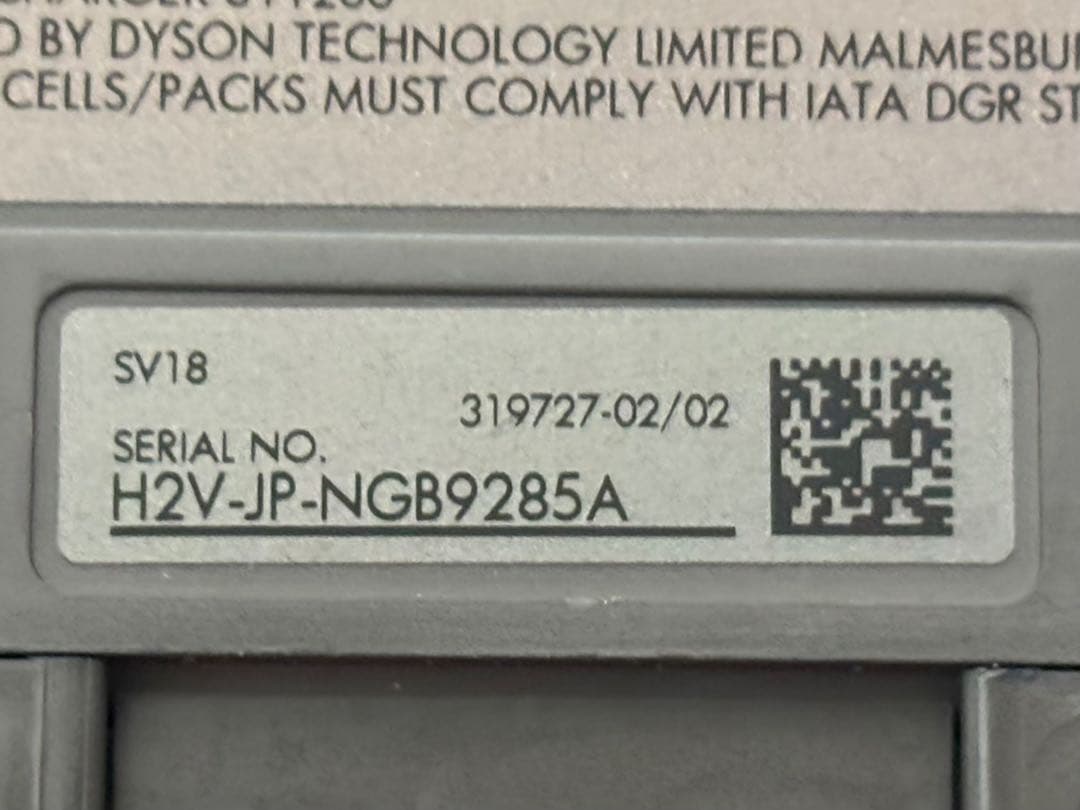 D BY DYSON TECHNOLOGY LIMITED MALMESBU
CELLS/PACKS MUST COMPLY WITH IATA DGR ST
SV18
319727-02/02
SERIAL NO.
H2V-JP-NGB9285A